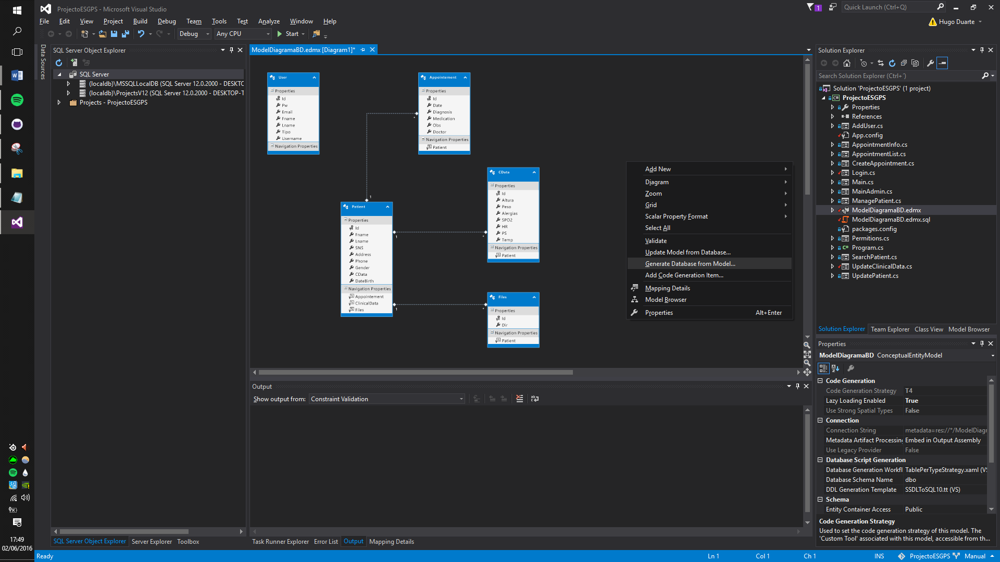 ProjectoESGPS - Microsoft Visual Studio
1
Quick Launch (Ctrl+Q)
File Edit View Project Build Debug Team Tools Test Analyze Window Help
Hugo Duarte
Debug
Any CPU
Start
Data Sources
SQL Server Object Explorer
SQL Server
(localdb)\MSSQLLocalDB (SQL Server 12.0.2000 - DESKTC
(localdb)\ProjectsV12 (SQL Server 12.0.2000 - DESKTOP-T
Projects - ProjectoESGPS
ModelDiagramaBD.edmx [Diagram1]*
User
Properties
Id
Pw
Email
Fname
Lname
Tipo
Username
Navigation Properties
Appointement
Properties
Id
Date
Diagnosis
Medication
Obs
Doctor
Navigation Properties
Patient
*
1
CData
Properties
Id
Altura
Peso
Alergias
SPO2
HR
PS
Temp
Navigation Properties
Patient
Patient
Properties
Id
Fname
Lname
SNS
Address
Phone
Gender
CData
DateBirth
Navigation Properties
Appointement
ClinicalData
Files
1
*
1
*
Files
Properties
Id
Dir
Navigation Properties
Patient
Add New
Diagram
Zoom
Grid
Scalar Property Format
Select All
Validate
Update Model from Database...
Generate Database from Model...
Add Code Generation Item...
Mapping Details
Model Browser
Properties Alt+Enter
Output
Show output from: Constraint Validation
Solution Explorer
Search Solution Explorer (Ctrl+´)
Solution 'ProjectoESGPS' (1 project)
ProjectoESGPS
Properties
References
AddUser.cs
App.config
AppointmentInfo.cs
AppointmentList.cs
CreateAppointment.cs
Login.cs
Main.cs
MainAdmin.cs
ManagePatient.cs
ModelDiagramaBD.edmx
ModelDiagramaBD.edmx.sql
packages.config
Permitions.cs
C# Program.cs
SearchPatient.cs
UpdateClinicalData.cs
UpdatePatient.cs
Solution Explorer Team Explorer Class View Model Browser
Properties
ModelDiagramaBD ConceptualEntityModel
Code Generation
Code Generation Strategy T4
Lazy Loading Enabled True
Use Strong Spatial Types False
Connection
Connection String metadata=res://*/ModelDiagr
Metadata Artifact Processing Embed in Output Assembly
Use Legacy Provider False
Database Script Generation
Database Generation Workfl TablePerTypeStrategy.xaml (VS
Database Schema Name dbo
DDL Generation Template SSDLToSQL10.tt (VS)
Schema
Entity Container Access Public
Code Generation Strategy
Used to set the code generation strategy of this model. The
'Custom Tool' associated with this model, accessible from th...
SQL Server Object Explorer Server Explorer Toolbox
Task Runner Explorer Error List Output Mapping Details
17:49
02/06/2016
Ready
Ln 1
Col 1
Ch 1
INS
ProjectoESGPS
Manual